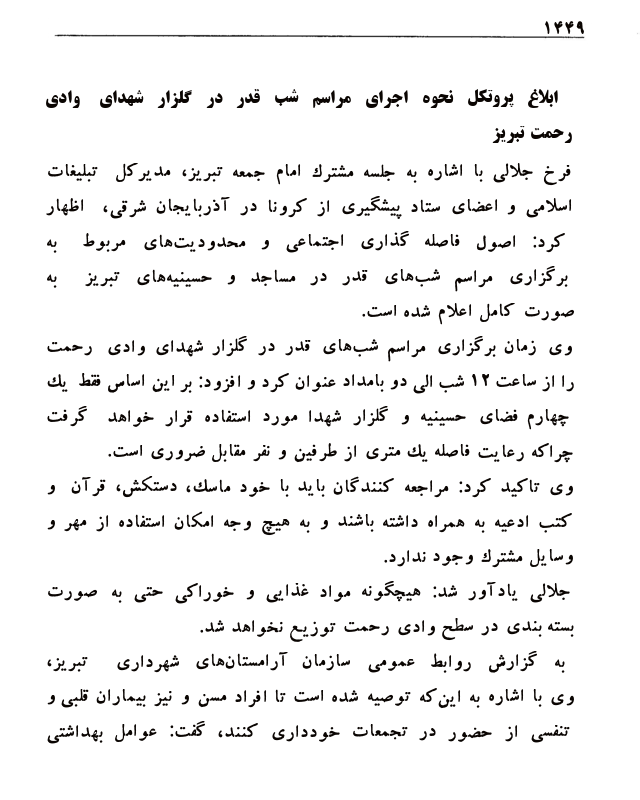 ۱۴۴۹
ابلاغ پروتکل نحوه اجرای مراسم شب قدر در گلزار شهدای وادی
رحمت تبریز
فرخ جلالی با اشاره به جلسه مشترك امام جمعه تبریز، مدیرکل تبلیغات
اسلامی و اعضای ستاد پیشگیری از کرونا در آذربایجان شرقی، اظهار
کرد: اصول فاصله گذاری اجتماعی و محدودیت‌های مربوط به
برگزاری مراسم شب‌های قدر در مساجد و حسینیه‌های تبریز به
صورت کامل اعلام شده است.
وی زمان برگزاری مراسم شب‌های قدر در گلزار شهدای وادی رحمت
را از ساعت ۱۲ شب الی دو بامداد عنوان کرد و افزود: بر این اساس فقط یك
چهارم فضای حسینیه و گلزار شهدا مورد استفاده قرار خواهد گرفت
چراکه رعایت فاصله یك متری از طرفین و نفر مقابل ضروری است.
وی تاکید کرد: مراجعه کنندگان باید با خود ماسك، دستکش، قرآن و
کتب ادعیه به همراه داشته باشند و به هیچ وجه امکان استفاده از مهر و
وسایل مشترك وجود ندارد.
جلالی یادآور شد: هیچگونه مواد غذایی و خوراکی حتی به صورت
بسته بندی در سطح وادی رحمت توزیع نخواهد شد.
به گزارش روابط عمومی سازمان آرامستان‌های شهرداری تبریز،
وی با اشاره به این‌که توصیه شده است تا افراد مسن و نیز بیماران قلبی و
تنفسی از حضور در تجمعات خودداری کنند، گفت: عوامل بهداشتی